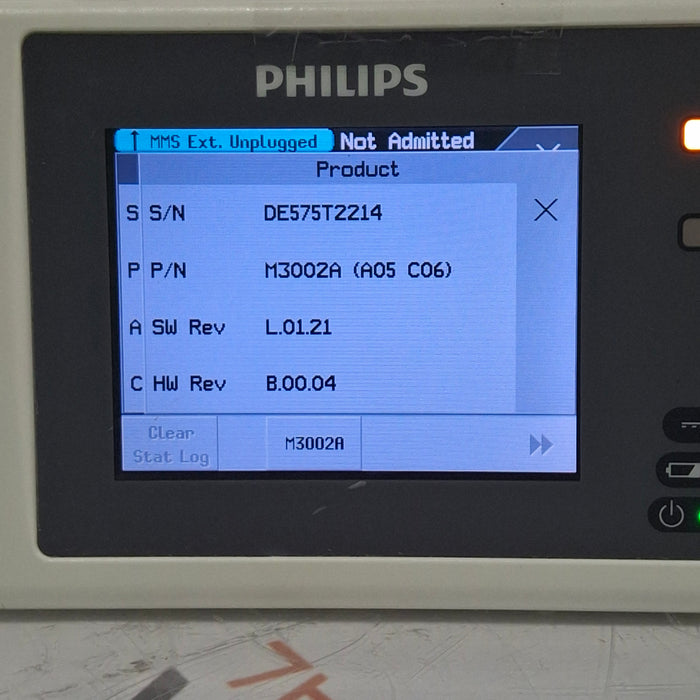 PHILIPS
↑ MMS Ext. Unplugged Not Admitted
Product
S S/N DE575T2214
P P/N M3002A (A05 C06)
A SW Rev L.01.21
C HW Rev B.00.04
Clear
Stat Log
M3002A